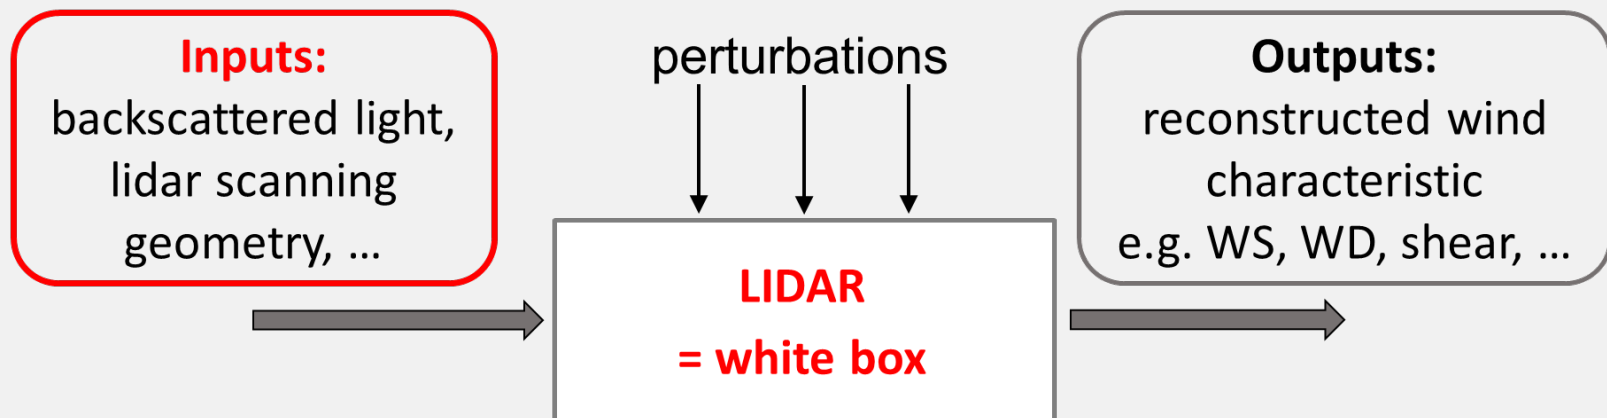 Inputs:
backscattered light,
lidar scanning
geometry, ...
perturbations
LIDAR
= white box
Outputs:
reconstructed wind
characteristic
e.g. WS, WD, shear, ...